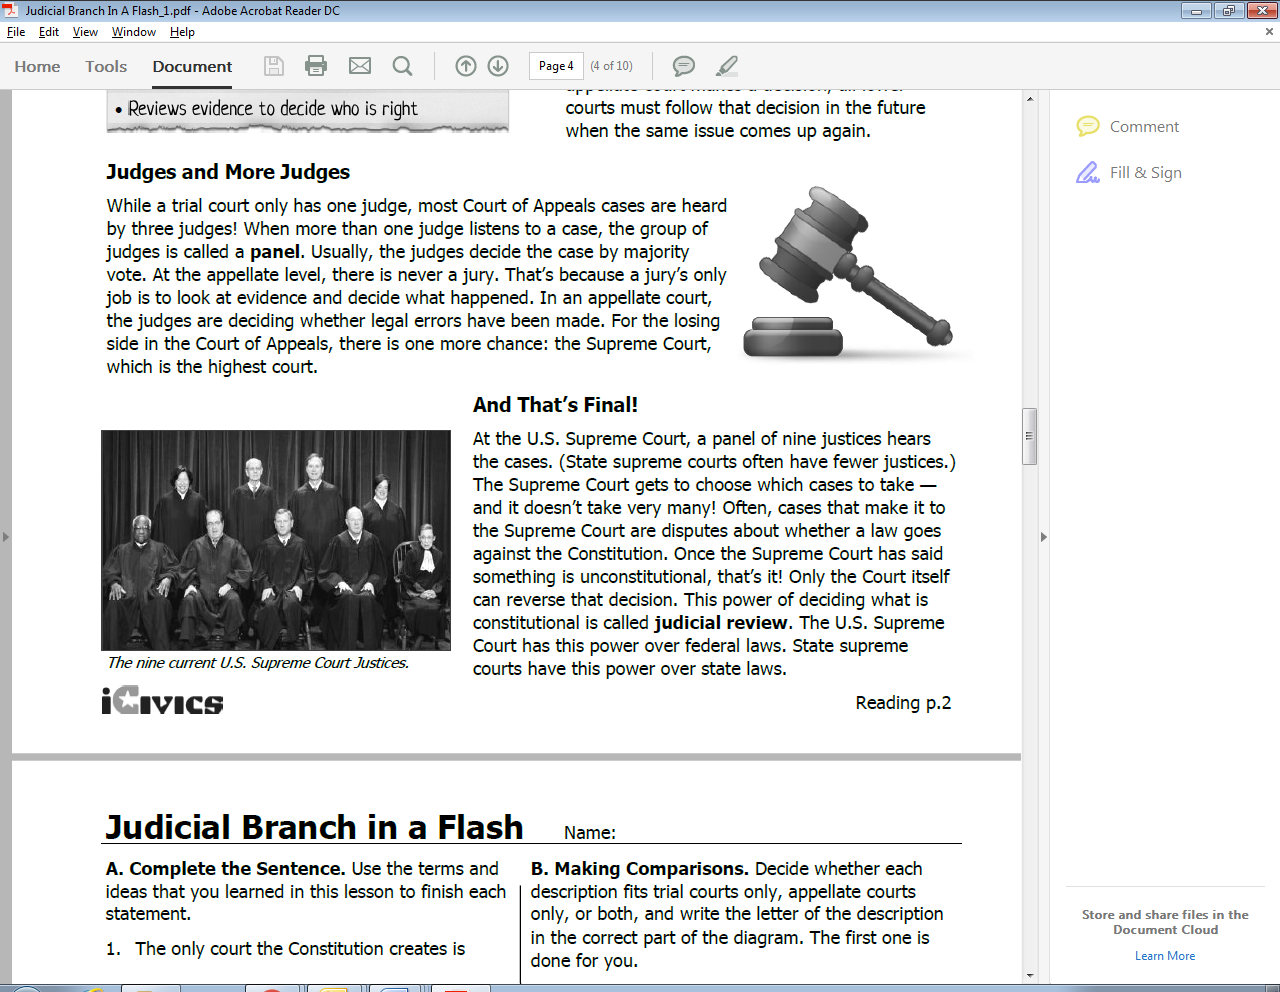 Judicial Branch In A Flash_1.pdf - Adobe Acrobat Reader DC
File Edit View Window Help
Home Tools Document Page 4 (4 of 10)
appellate court makes a decision, all lower
• Reviews evidence to decide who is right
courts must follow that decision in the future
when the same issue comes up again.
Judges and More Judges
While a trial court only has one judge, most Court of Appeals cases are heard
by three judges! When more than one judge listens to a case, the group of
judges is called a panel. Usually, the judges decide the case by majority
vote. At the appellate level, there is never a jury. That’s because a jury’s only
job is to look at evidence and decide what happened. In an appellate court,
the judges are deciding whether legal errors have been made. For the losing
side in the Court of Appeals, there is one more chance: the Supreme Court,
which is the highest court.
And That’s Final!
At the U.S. Supreme Court, a panel of nine justices hears
the cases. (State supreme courts often have fewer justices.)
The Supreme Court gets to choose which cases to take —
and it doesn’t take very many! Often, cases that make it to
the Supreme Court are disputes about whether a law goes
against the Constitution. Once the Supreme Court has said
something is unconstitutional, that’s it! Only the Court itself
can reverse that decision. This power of deciding what is
constitutional is called judicial review. The U.S. Supreme
Court has this power over federal laws. State supreme
courts have this power over state laws.
The nine current U.S. Supreme Court Justices.
iCivics
Reading p.2
Judicial Branch in a Flash Name:
A. Complete the Sentence. Use the terms and
ideas that you learned in this lesson to finish each
statement.
1. The only court the Constitution creates is
B. Making Comparisons. Decide whether each
description fits trial courts only, appellate courts
only, or both, and write the letter of the description
in the correct part of the diagram. The first one is
done for you.
Comment
Fill & Sign
Store and share files in the
Document Cloud
Learn More